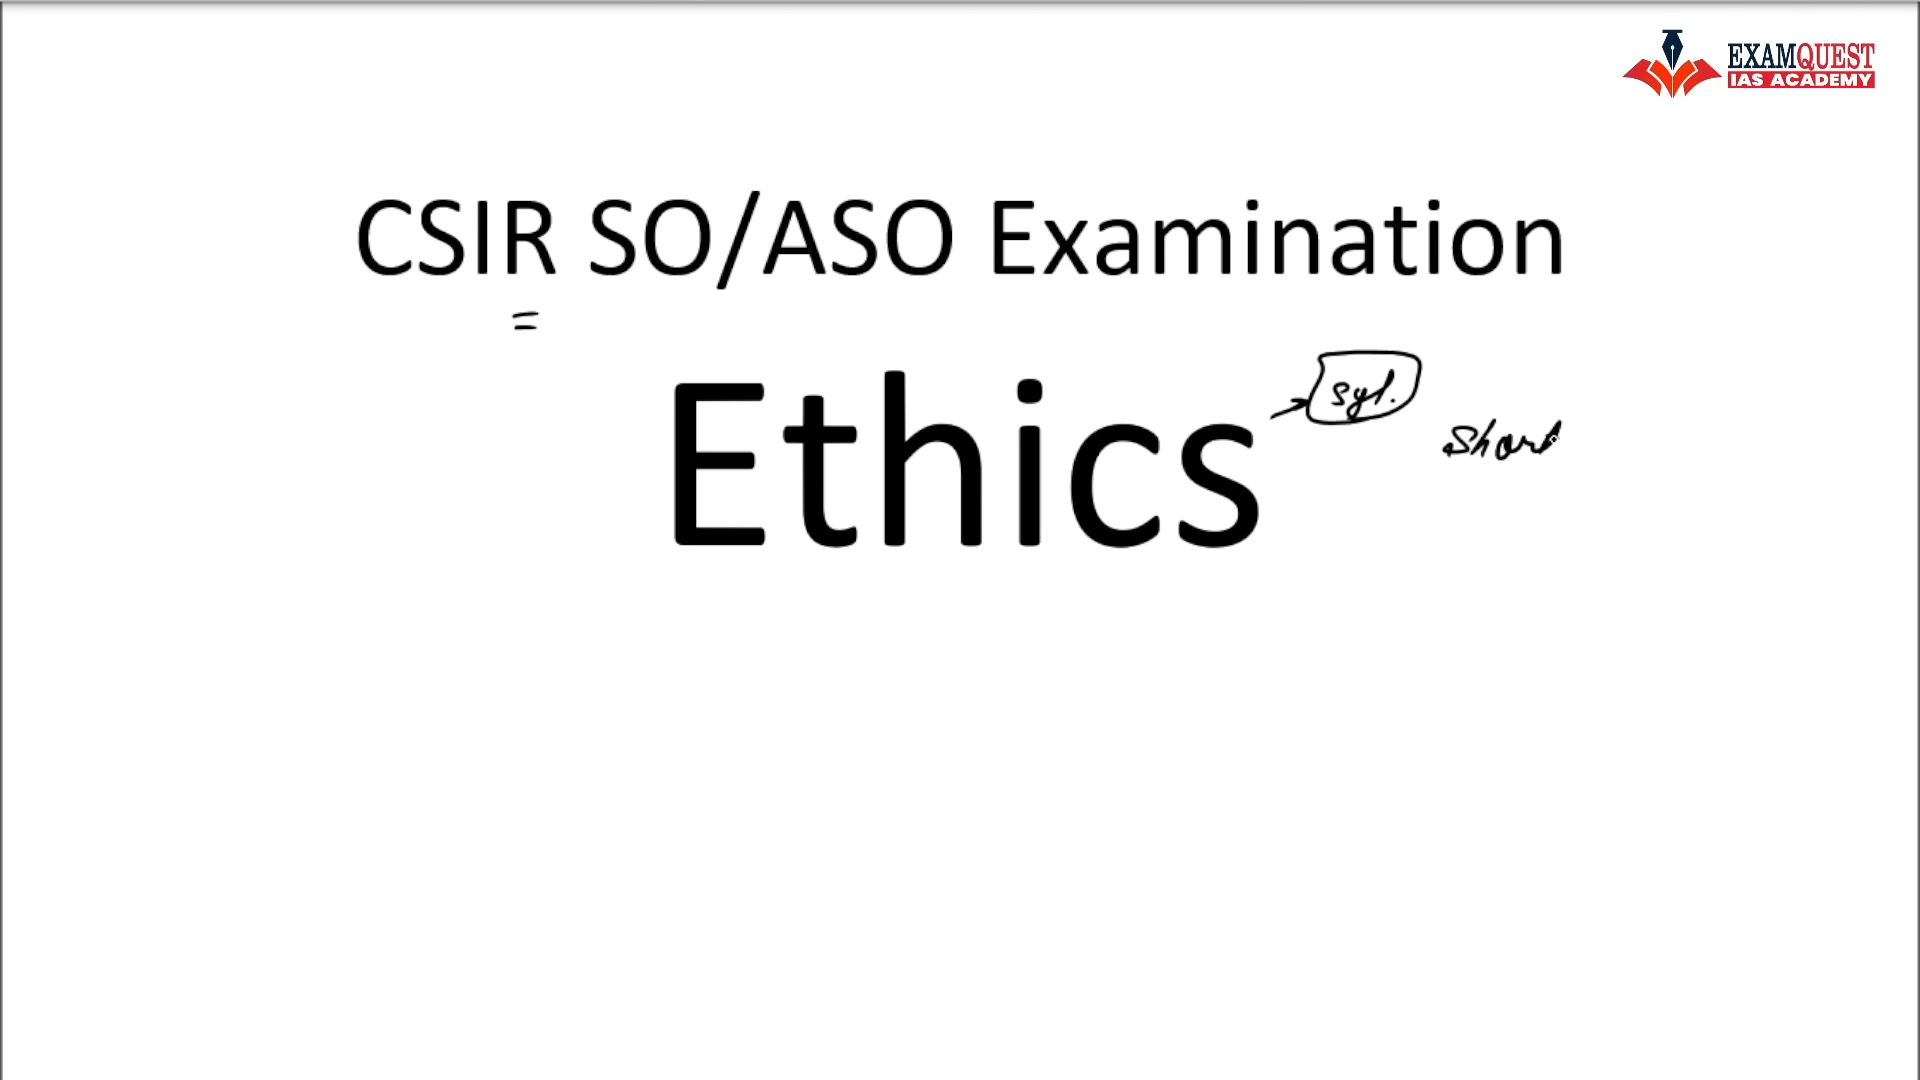 EXAMQUEST
IAS ACADEMY
CSIR SO/ASO Examination
=
Ethics
Syl.
Short